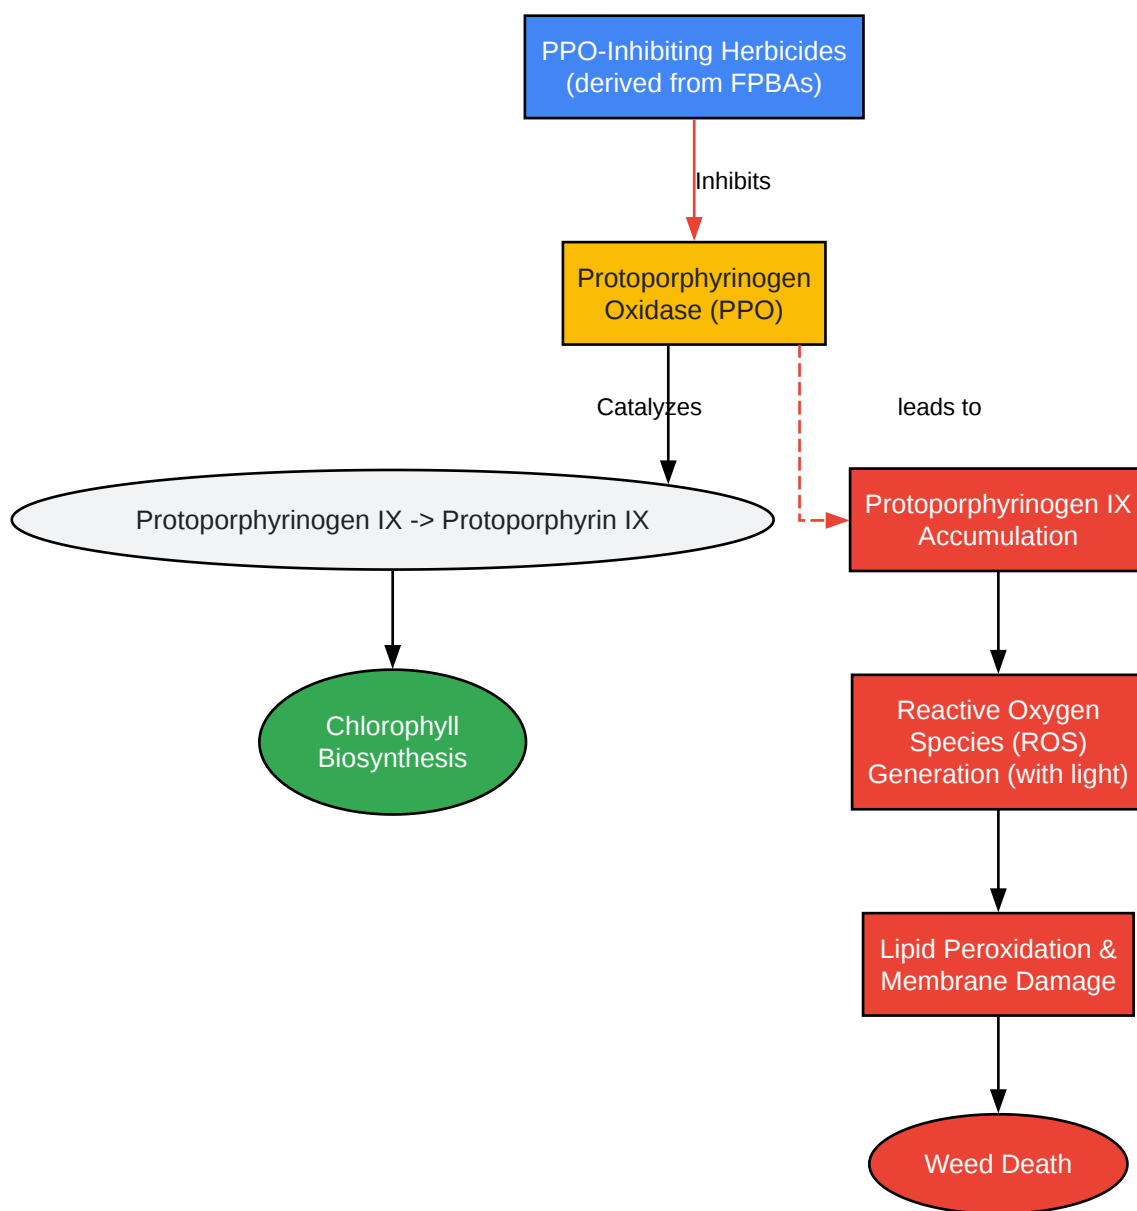 PPO-Inhibiting Herbicides
(derived from FPBAs)
Inhibits
Protoporphyrinogen
Oxidase (PPO)
Catalyzes
leads to
Protoporphyrinogen IX -> Protoporphyrin IX
Protoporphyrinogen IX
Accumulation
Chlorophyll
Biosynthesis
Reactive Oxygen
Species (ROS)
Generation (with light)
Lipid Peroxidation &
Membrane Damage
Weed Death